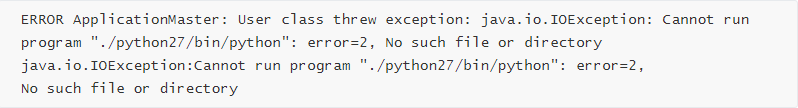 ERROR ApplicationMaster: User class threw exception: java.io.IOException: Cannot run
program "./python27/bin/python": error=2, No such file or directory
java.io.IOException:Cannot run program "./python27/bin/python": error=2,
No such file or directory